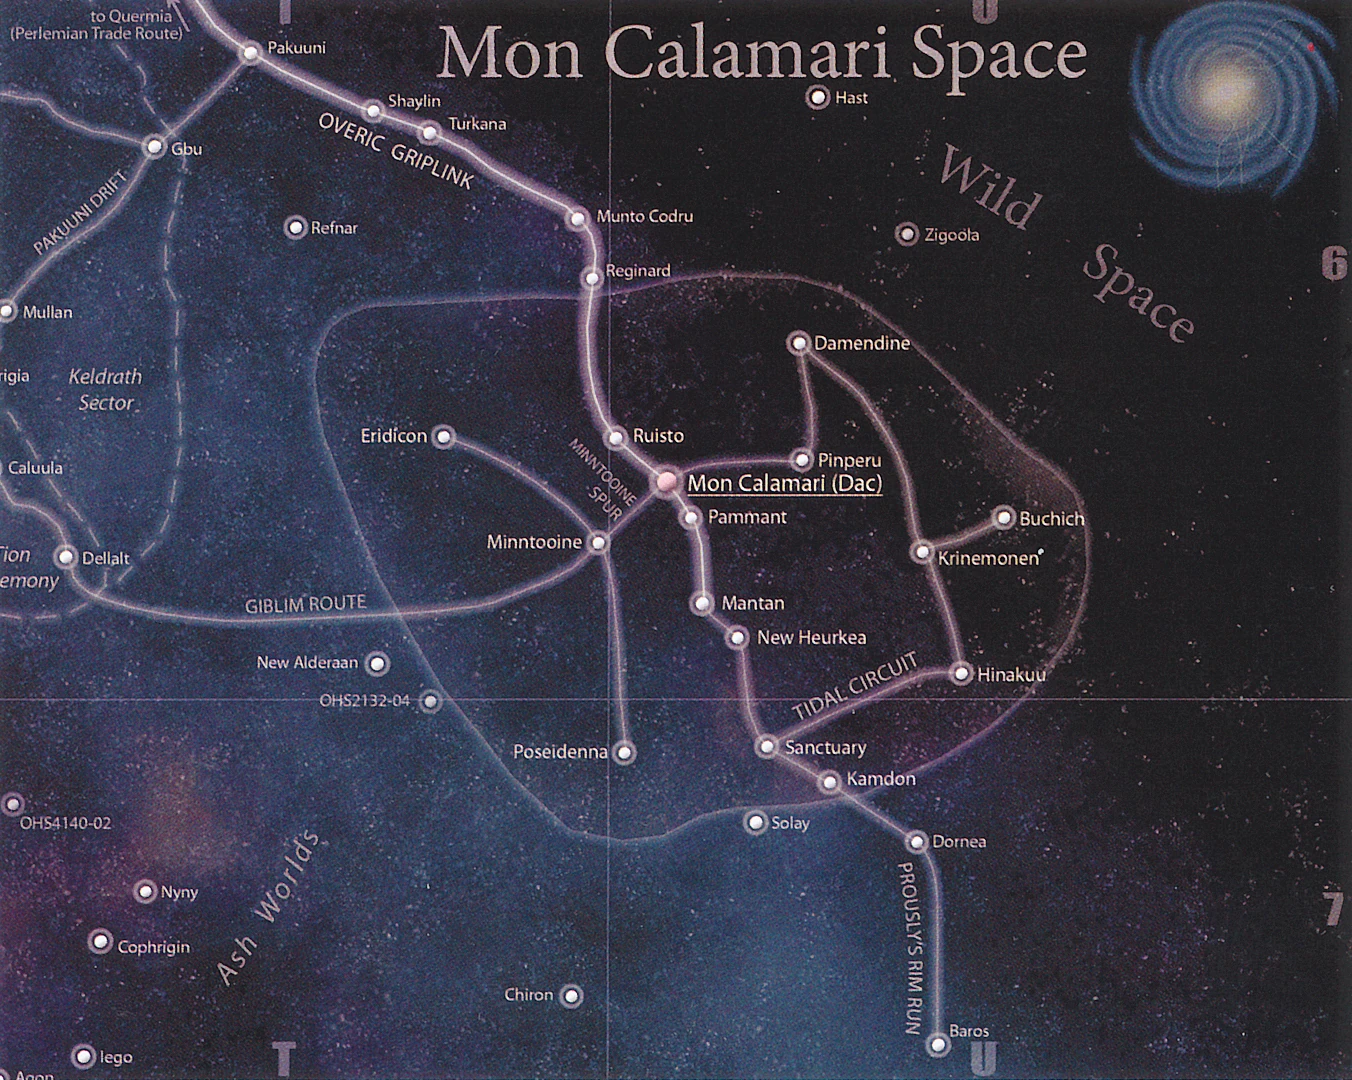 to Quermia
(Perlemian Trade Route)
T
U
Mon Calamari Space
Pakuuni
Shaylin
Turkana
Hast
OVERIC GRIPLINK
Gbu
Wild
Space
PAKUUNI DRIFT
Refnar
Munto Codru
Zigoola
6
Reginard
Mullan
Damendine
rigia
Keldrath
Sector
Eridicon
Ruisto
MINNTOOINE
SPUR
Pinperu
Caluula
Mon Calamari (Dac)
Pammant
Buchich
Minntooine
Krinemonen
Dellalt
emony
GIBLIM ROUTE
Mantan
New Heurkea
New Alderaan
TIDAL CIRCUIT
Hinakuu
OHS2132-04
Poseidenna
Sanctuary
Kamdon
OHS4140-02
Solay
Dornea
Ash Worlds
Nyny
PROUSLY'S RIM RUN
7
Cophrigin
Chiron
Baros
Iego
T
U